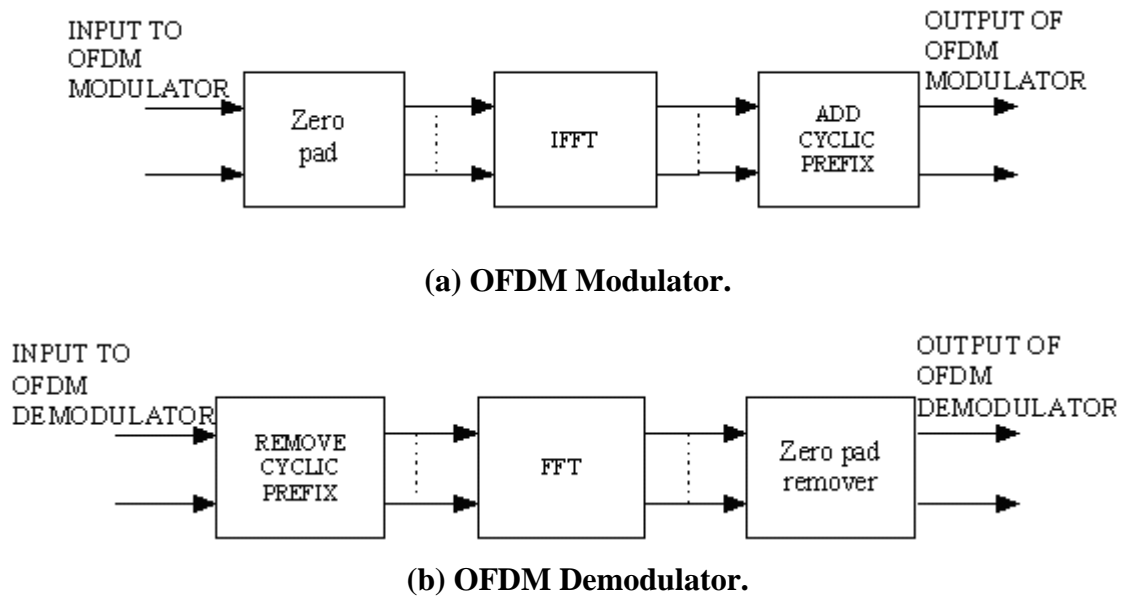 INPUT TO
OFDM
MODULATOR
Zero
pad
IFFT
ADD
CYCLIC
PREFIX
OUTPUT OF
OFDM
MODULATOR
(a) OFDM Modulator.
INPUT TO
OFDM
DEMODULATOR
REMOVE
CYCLIC
PREFIX
FFT
Zero pad
remover
OUTPUT OF
OFDM
DEMODULATOR
(b) OFDM Demodulator.